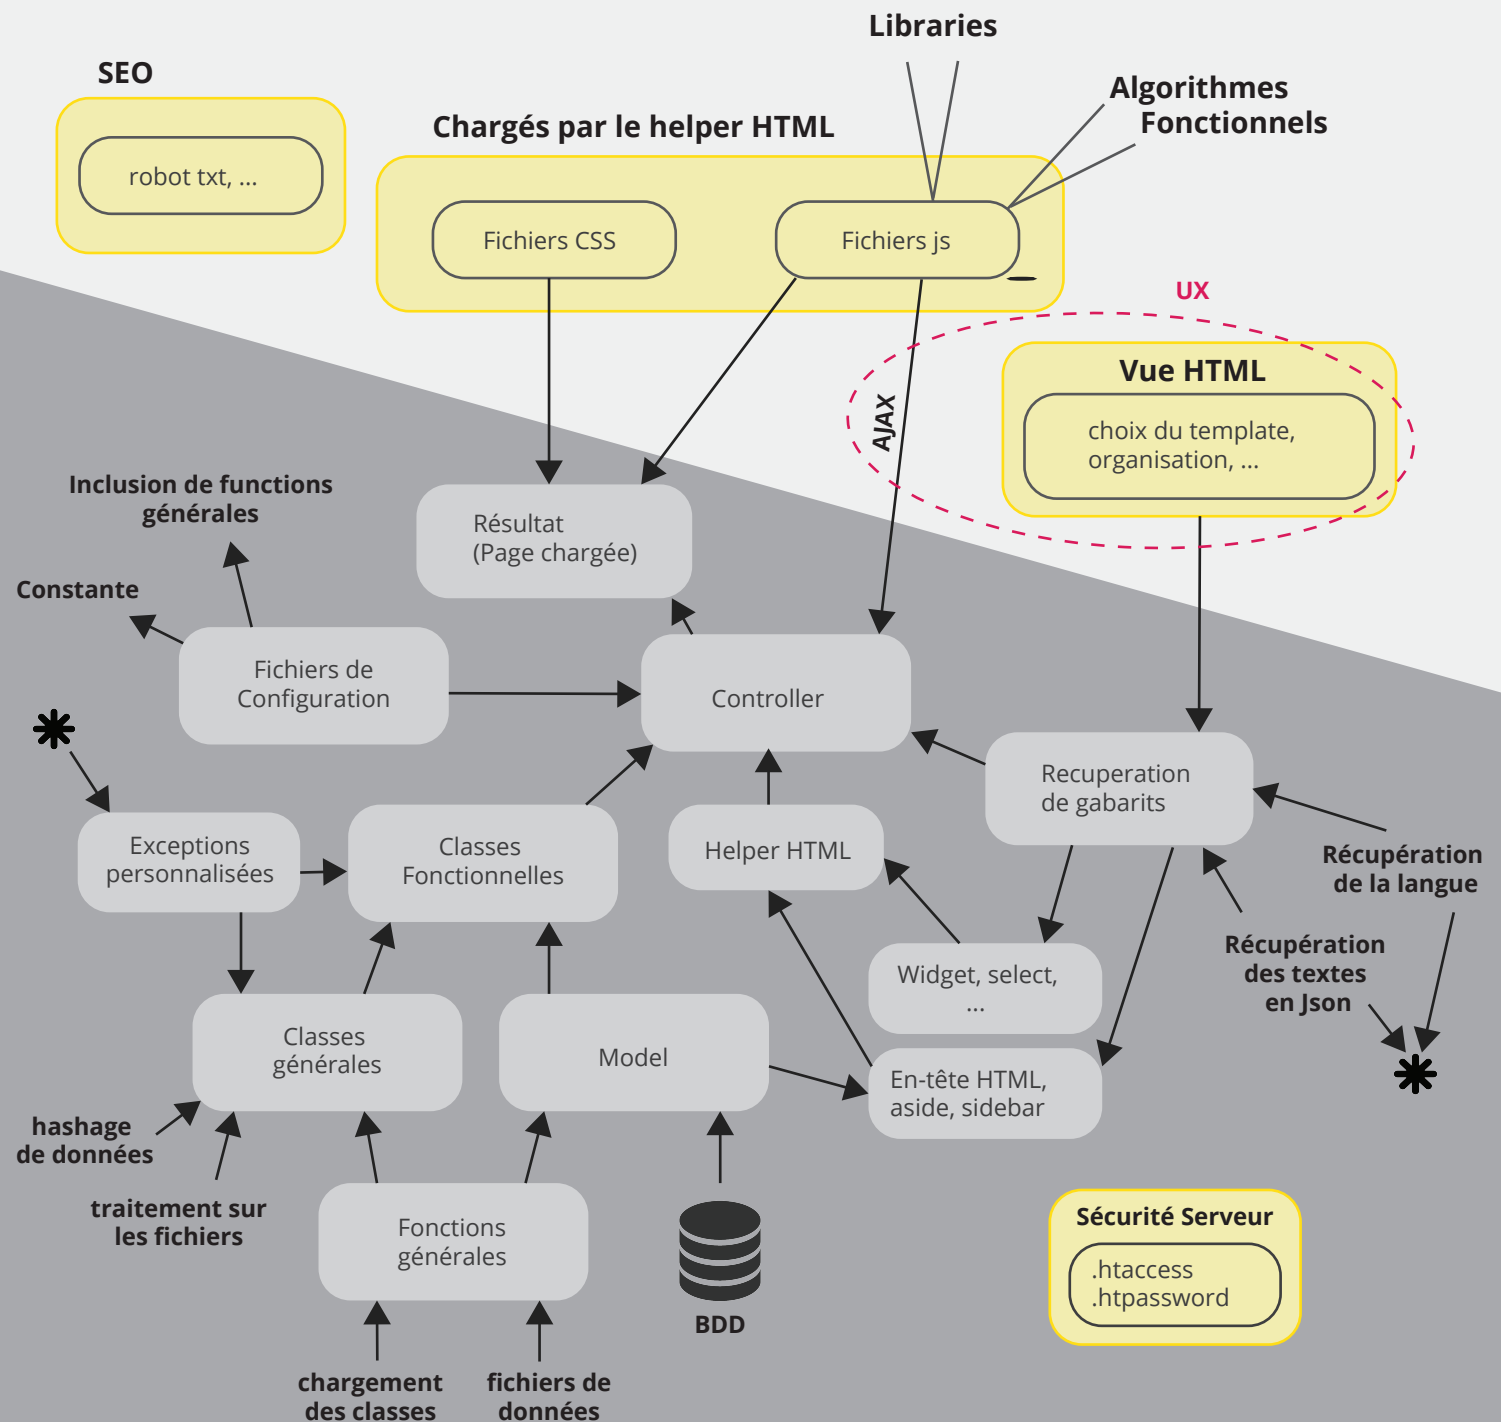 Libraries
SEO
Algorithmes
Fonctionnels
Chargés par le helper HTML
robot txt, ...
Fichiers CSS
Fichiers js
UX
Vue HTML
AJAX
choix du template,
organisation, ...
Inclusion de functions
générales
Résultat
(Page chargée)
Constante
Fichiers de
Configuration
Controller
Recuperation
de gabarits
Exceptions
personnalisées
Classes
Fonctionnelles
Helper HTML
Récupération
de la langue
Récupération
des textes
en Json
Widget, select,
...
Classes
générales
Model
En-tête HTML,
aside, sidebar
hashage
de données
traitement sur
les fichiers
Fonctions
générales
Sécurité Serveur
.htaccess
.htpassword
BDD
chargement
des classes
fichiers de
données